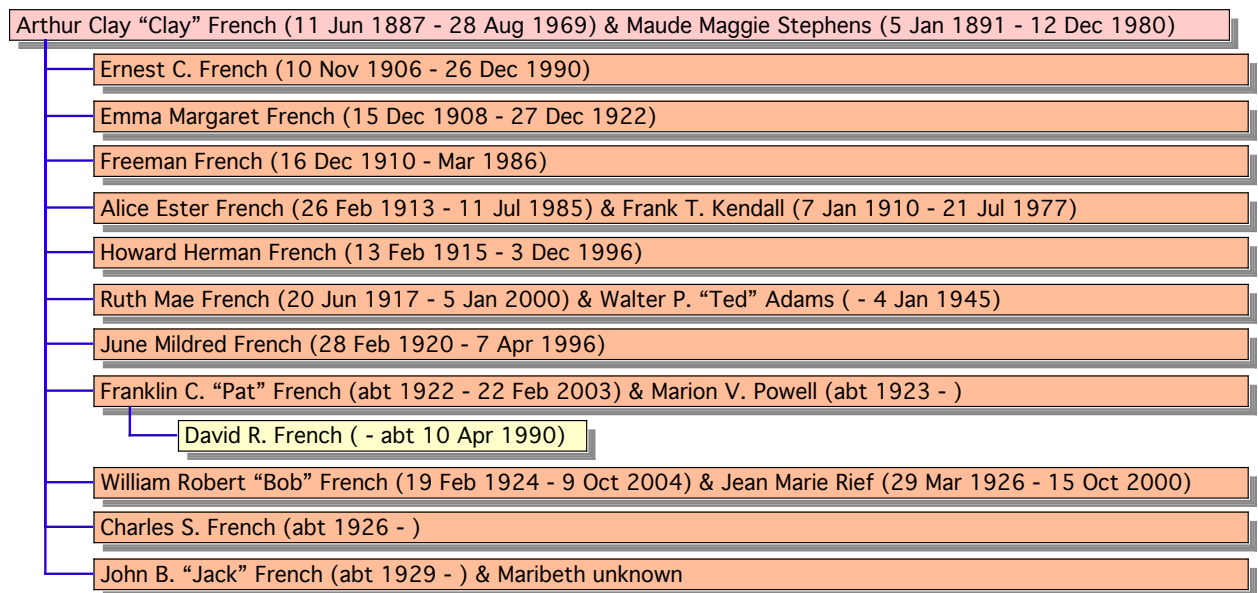 Arthur Clay “Clay” French (11 Jun 1887 - 28 Aug 1969) & Maude Maggie Stephens (5 Jan 1891 - 12 Dec 1980)
Ernest C. French (10 Nov 1906 - 26 Dec 1990)
Emma Margaret French (15 Dec 1908 - 27 Dec 1922)
Freeman French (16 Dec 1910 - Mar 1986)
Alice Ester French (26 Feb 1913 - 11 Jul 1985) & Frank T. Kendall (7 Jan 1910 - 21 Jul 1977)
Howard Herman French (13 Feb 1915 - 3 Dec 1996)
Ruth Mae French (20 Jun 1917 - 5 Jan 2000) & Walter P. “Ted” Adams ( - 4 Jan 1945)
June Mildred French (28 Feb 1920 - 7 Apr 1996)
Franklin C. “Pat” French (abt 1922 - 22 Feb 2003) & Marion V. Powell (abt 1923 - )
David R. French ( - abt 10 Apr 1990)
William Robert “Bob” French (19 Feb 1924 - 9 Oct 2004) & Jean Marie Rief (29 Mar 1926 - 15 Oct 2000)
Charles S. French (abt 1926 - )
John B. “Jack” French (abt 1929 - ) & Maribeth unknown